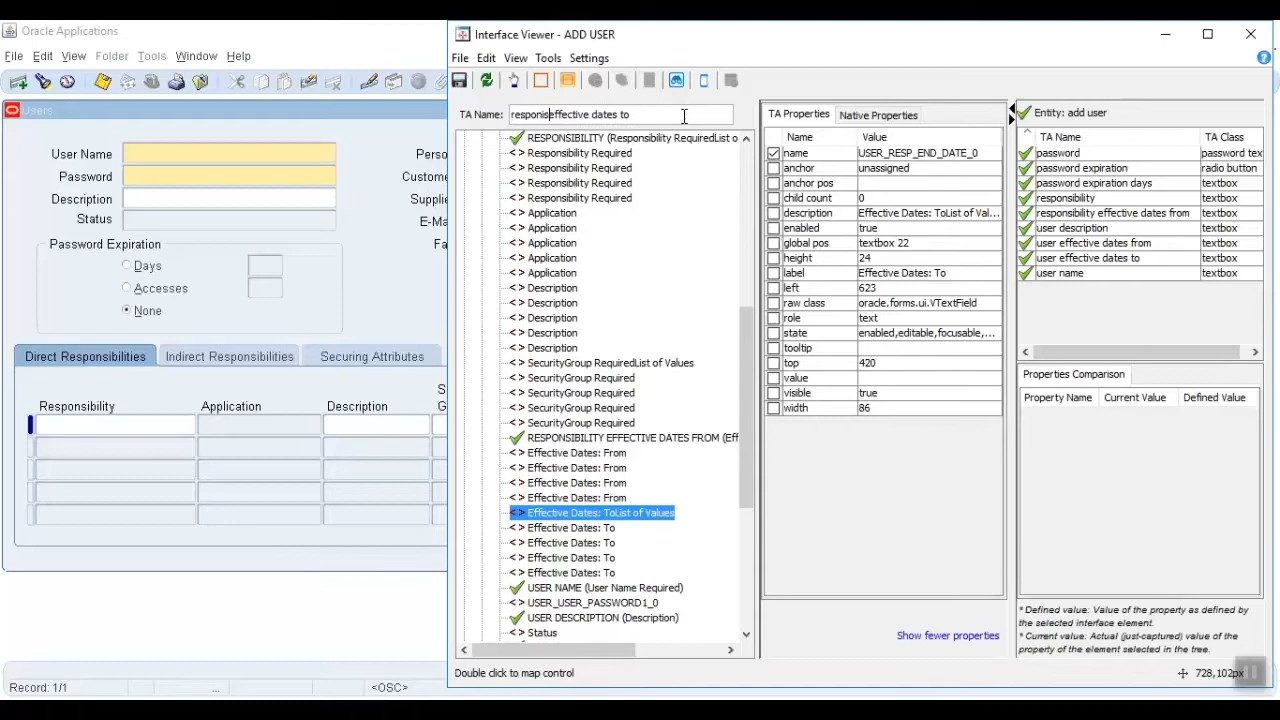 Oracle Applications
File Edit View Folder Tools Window Help
Users
User Name
Password
Description
Status
Perso
Custome
Supplie
E-Ma
Fa
Password Expiration
Days
Accesses
None
Direct Responsibilities Indirect Responsibilities Securing Attributes
S
Responsibility Application Description G
Record: 1/1 ... <OSC>
Interface Viewer - ADD USER
File Edit View Tools Settings
TA Name: responiseffective dates to
RESPONSIBILITY (Responsibility RequiredList o
<> Responsibility Required
<> Responsibility Required
<> Responsibility Required
<> Responsibility Required
<> Application
<> Application
<> Application
<> Application
<> Application
<> Description
<> Description
<> Description
<> Description
<> Description
<> SecurityGroup RequiredList of Values
<> SecurityGroup Required
<> SecurityGroup Required
<> SecurityGroup Required
<> SecurityGroup Required
RESPONSIBILITY EFFECTIVE DATES FROM (Eff
<> Effective Dates: From
<> Effective Dates: From
<> Effective Dates: From
<> Effective Dates: From
<> Effective Dates: ToList of Values
<> Effective Dates: To
<> Effective Dates: To
<> Effective Dates: To
<> Effective Dates: To
USER NAME (User Name Required)
<> USER_USER_PASSWORD1_0
USER DESCRIPTION (Description)
<> Status
Double click to map control
TA Properties Native Properties
Name Value
name USER_RESP_END_DATE_0
anchor unassigned
anchor pos
child count 0
description Effective Dates: ToList of Val...
enabled true
global pos textbox 22
height 24
label Effective Dates: To
left 623
raw class oracle.forms.ui.VTextField
role text
state enabled,editable,focusable,...
tooltip
top 420
value
visible true
width 86
Show fewer properties
Entity: add user
TA Name TA Class
password password tex
password expiration radio button
password expiration days textbox
responsibility textbox
responsibility effective dates from textbox
user description textbox
user effective dates from textbox
user effective dates to textbox
user name textbox
Properties Comparison
Property Name Current Value Defined Value
* Defined value: Value of the property as defined by
the selected interface element.
* Current value: Actual (just-captured) value of the
property of the element selected in the tree.
728,102px